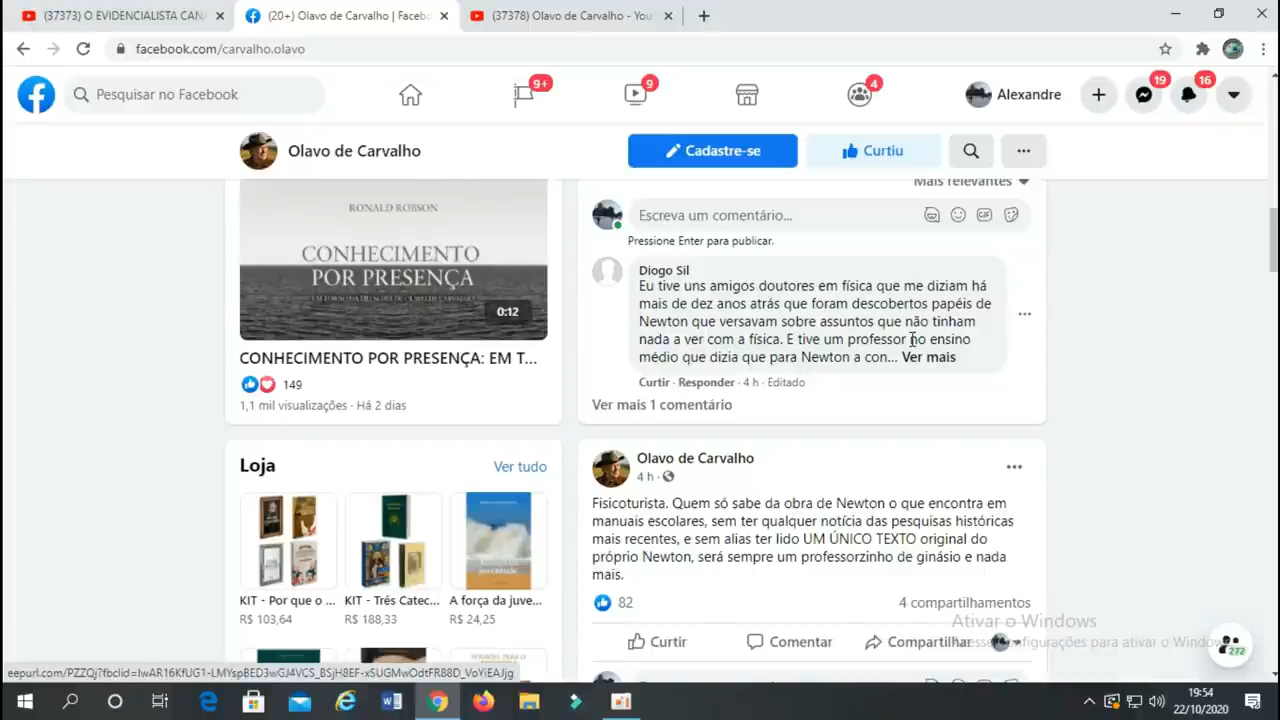 (37373) O EVIDENCIALISTA CANA
(20+) Olavo de Carvalho | Facebo
(37378) Olavo de Carvalho - You
facebook.com/carvalho.olavo
Pesquisar no Facebook
9+
9
4
Alexandre
19
16
Olavo de Carvalho
Cadastre-se
Curtiu
RONALD ROBSON
CONHECIMENTO
POR PRESENÇA
0:12
CONHECIMENTO POR PRESENÇA: EM T...
149
1,1 mil visualizações · Há 2 dias
Mais relevantes
Escreva um comentário...
GIF
Pressione Enter para publicar.
Diogo Sil
Eu tive uns amigos doutores em física que me diziam há
mais de dez anos atrás que foram descobertos papéis de
Newton que versavam sobre assuntos que não tinham
nada a ver com a física. E tive um professor no ensino
médio que dizia que para Newton a con... Ver mais
Curtir · Responder · 4 h · Editado
Ver mais 1 comentário
Loja
Ver tudo
KIT - Por que o ...
R$ 103,64
KIT - Três Catec...
R$ 188,33
A força da juve...
R$ 24,25
Olavo de Carvalho
4 h
Fisicoturista. Quem só sabe da obra de Newton o que encontra em
manuais escolares, sem ter qualquer notícia das pesquisas históricas
mais recentes, e sem alias ter lido UM ÚNICO TEXTO original do
próprio Newton, será sempre um professorzinho de ginásio e nada
mais.
82
4 compartilhamentos
Ativar o Windows
Curtir
Comentar
Compartilhar
272
19:54
22/10/2020